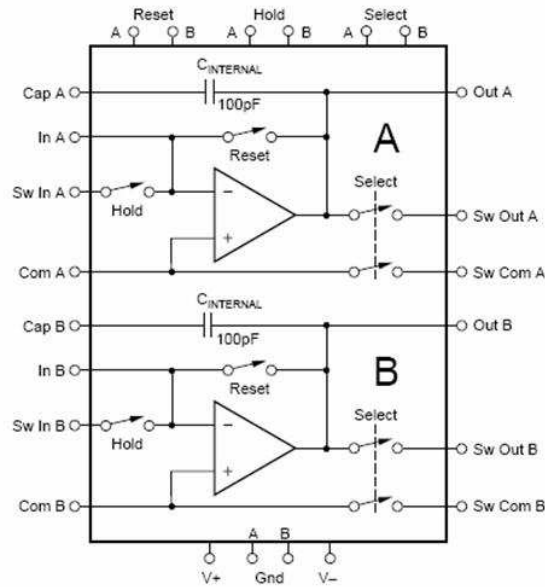 Reset Hold Select
A B A B A B
CINTERNAL
Cap A Out A
100pF
In A
A
Reset
Sw In A Select
−
Hold
Sw Out A
+
Com A Sw Com A
CINTERNAL
Cap B Out B
100pF
In B
B
Reset
Sw In B Select
−
Hold
Sw Out B
+
Com B Sw Com B
A B
V+ Gnd V−